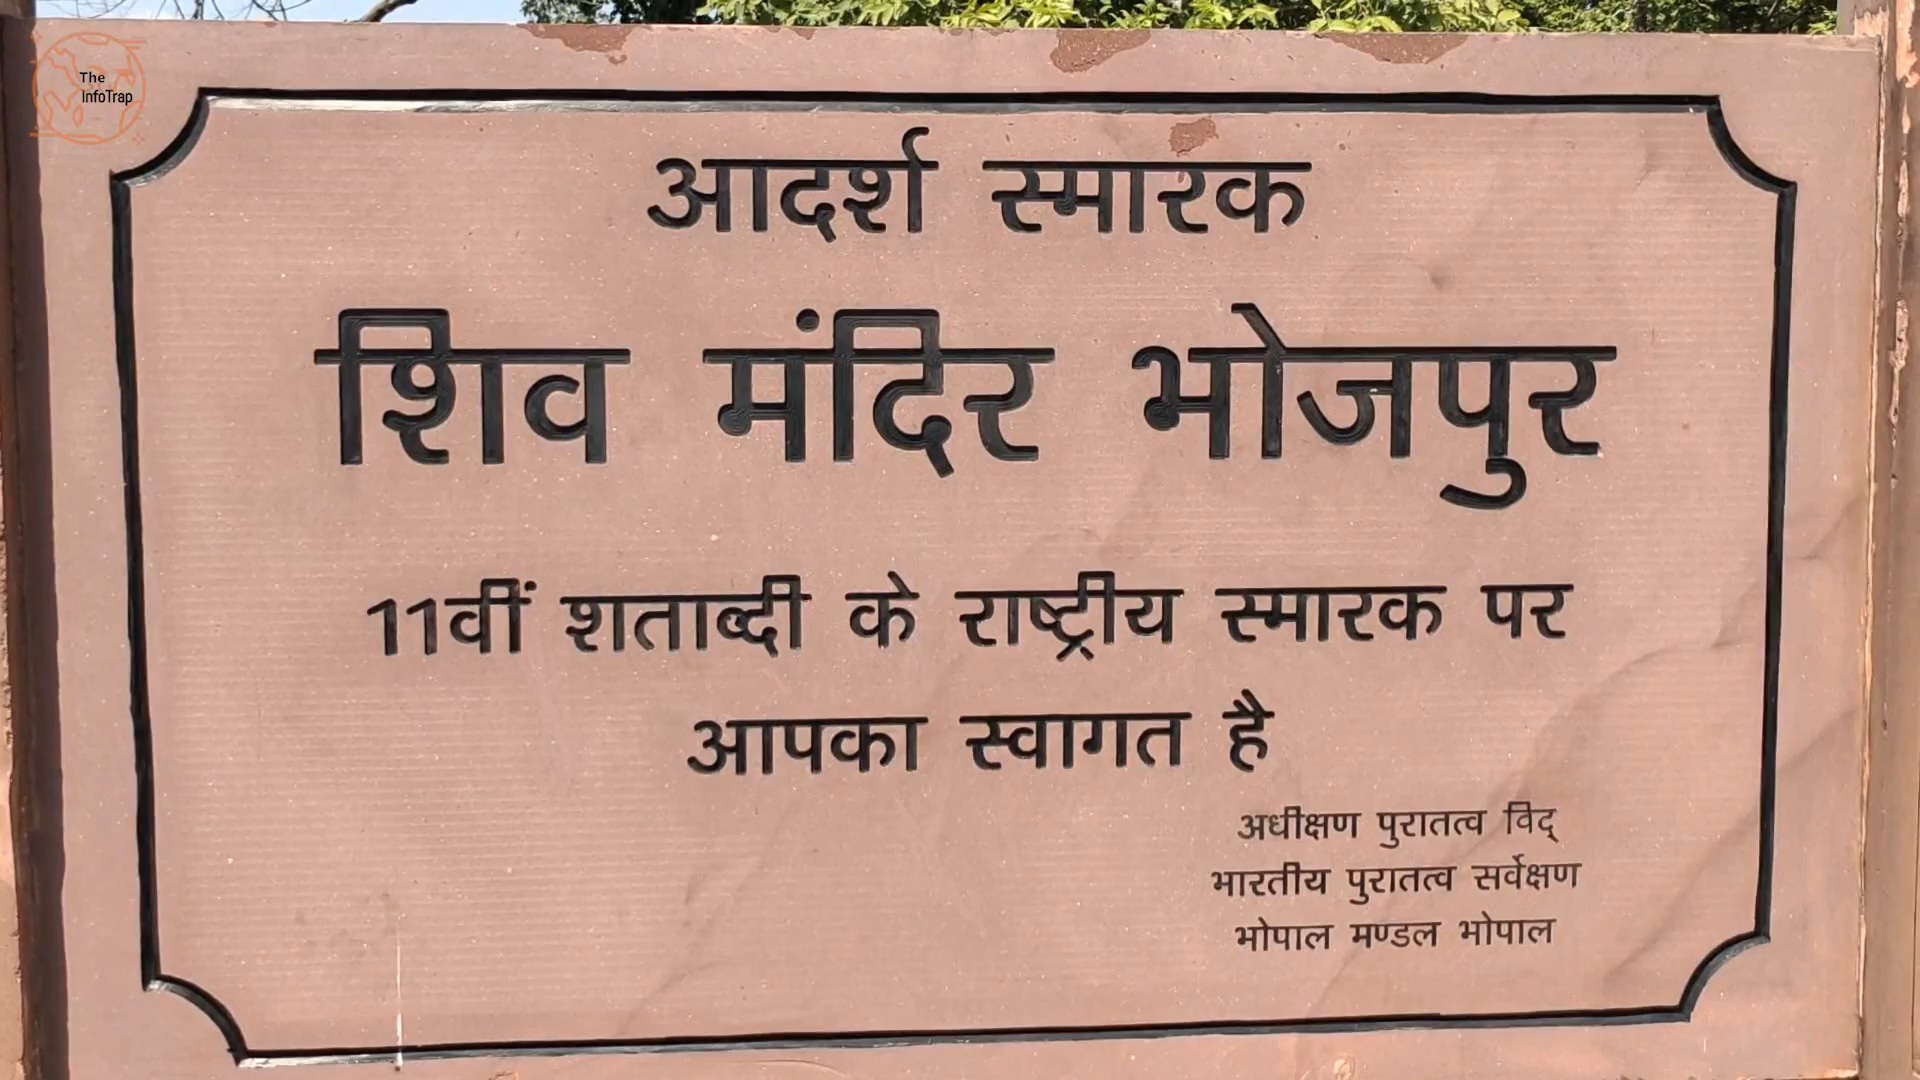 The
InfoTrap
आदर्श स्मारक
शिव मंदिर भोजपुर
11वीं शताब्दी के राष्ट्रीय स्मारक पर
आपका स्वागत है
अधीक्षण पुरातत्व विद्
भारतीय पुरातत्व सर्वेक्षण
भोपाल मण्डल भोपाल